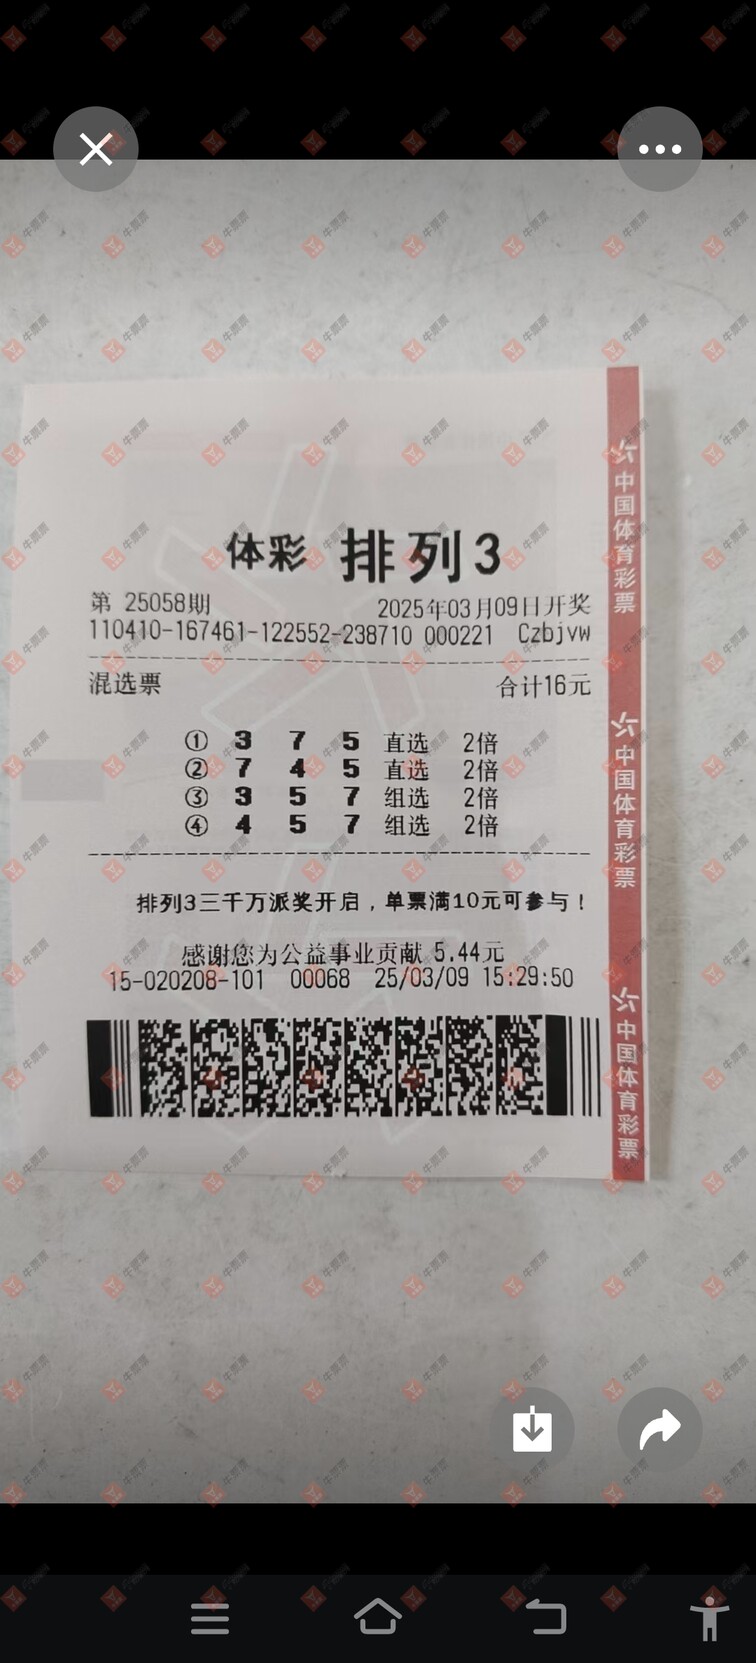 体彩 排列3
第 25058期 2025年03月09日开奖
110410-167461-122552-238710 000221 Czbjvw
混选票 合计16元
① 3 7 5 直选 2倍
② 7 4 5 直选 2倍
③ 3 5 7 组选 2倍
④ 4 5 7 组选 2倍
排列3三千万派奖开启，单票满10元可参与！
感谢您为公益事业贡献 5.44元
15-020208-101 00068 25/03/09 15:29:50
中国体育彩票
中国体育彩票
中国体育彩票